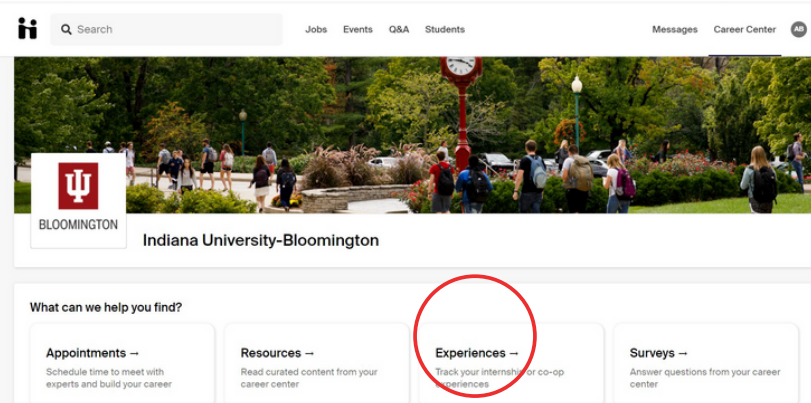 Search
Jobs Events Q&A Students
Messages Career Center AB
BLOOMINGTON
Indiana University-Bloomington
What can we help you find?
Appointments →
Schedule time to meet with
experts and build your career
Resources →
Read curated content from your
career center
Experiences →
Track your internship or co-op
experiences
Surveys →
Answer questions from your career
center